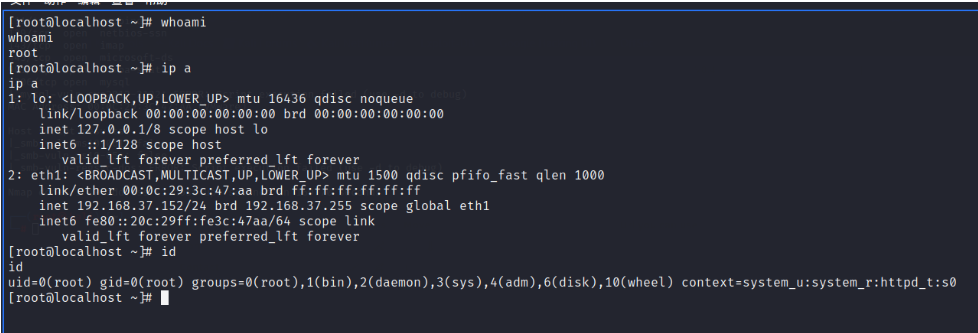 [root@localhost ~]# whoami
whoami
root
[root@localhost ~]# ip a
ip a
1: lo: <LOOPBACK,UP,LOWER_UP> mtu 16436 qdisc noqueue
    link/loopback 00:00:00:00:00:00 brd 00:00:00:00:00:00
    inet 127.0.0.1/8 scope host lo
    inet6 ::1/128 scope host
       valid_lft forever preferred_lft forever
2: eth1: <BROADCAST,MULTICAST,UP,LOWER_UP> mtu 1500 qdisc pfifo_fast qlen 1000
    link/ether 00:0c:29:3c:47:aa brd ff:ff:ff:ff:ff:ff
    inet 192.168.37.152/24 brd 192.168.37.255 scope global eth1
    inet6 fe80::20c:29ff:fe3c:47aa/64 scope link
       valid_lft forever preferred_lft forever
[root@localhost ~]# id
id
uid=0(root) gid=0(root) groups=0(root),1(bin),2(daemon),3(sys),4(adm),6(disk),10(wheel) context=system_u:system_r:httpd_t:s0
[root@localhost ~]#